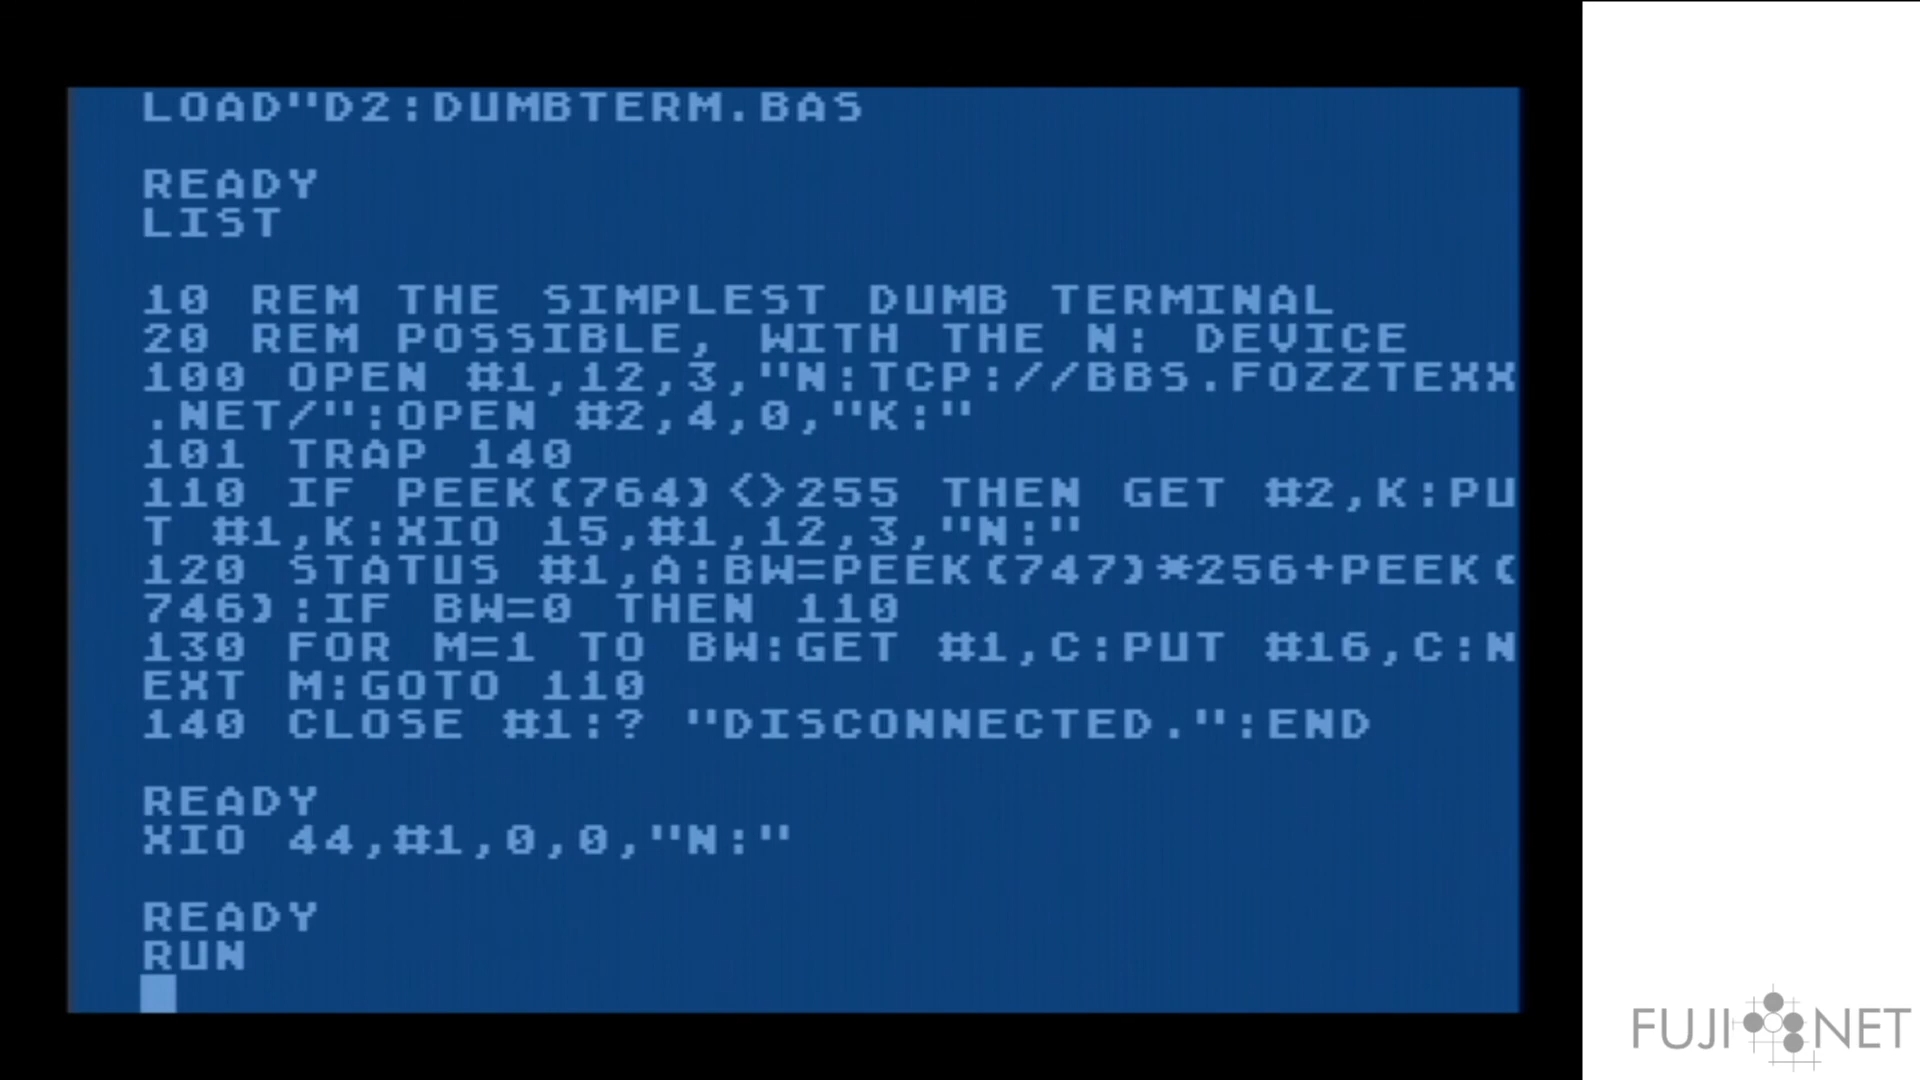 LOAD"D2:DUMBTERM.BAS
READY
LIST
10 REM THE SIMPLEST DUMB TERMINAL
20 REM POSSIBLE, WITH THE N: DEVICE
100 OPEN #1,12,3,"N:TCP://BBS.FOZZTEXX
.NET/":OPEN #2,4,0,"K:"
101 TRAP 140
110 IF PEEK(764)<>255 THEN GET #2,K:PU
T #1,K:XIO 15,#1,12,3,"N:"
120 STATUS #1,A:BW=PEEK(747)*256+PEEK(
746):IF BW=0 THEN 110
130 FOR M=1 TO BW:GET #1,C:PUT #16,C:N
EXT M:GOTO 110
140 CLOSE #1:? "DISCONNECTED.":END
READY
XIO 44,#1,0,0,"N:"
READY
RUN
FUJINET